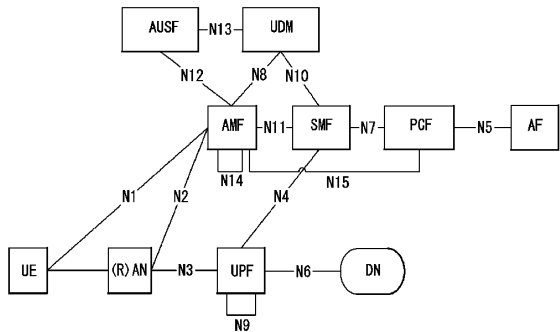 AUSF N13 UDM
N12 N8 N10
AMF N11 SMF N7 PCF N5 AF
N14 N15
N1 N2 N4
UE (R)AN N3 UPF N6 DN
N9